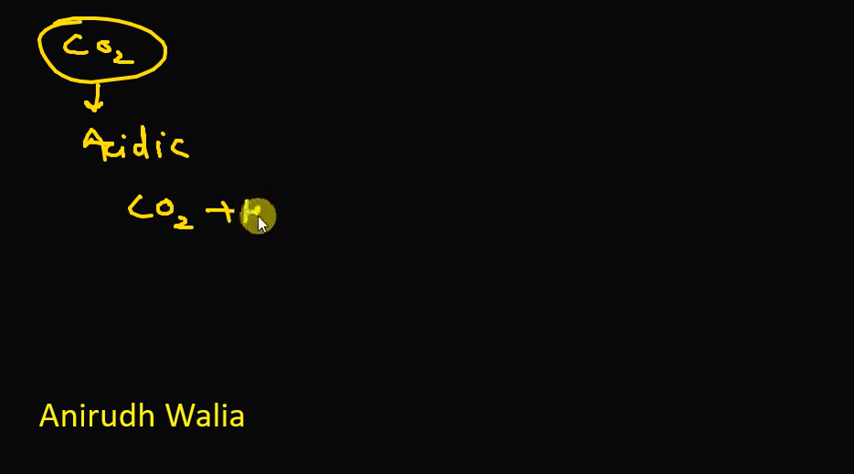 CO₂
Acidic
CO₂ + H
Anirudh Walia